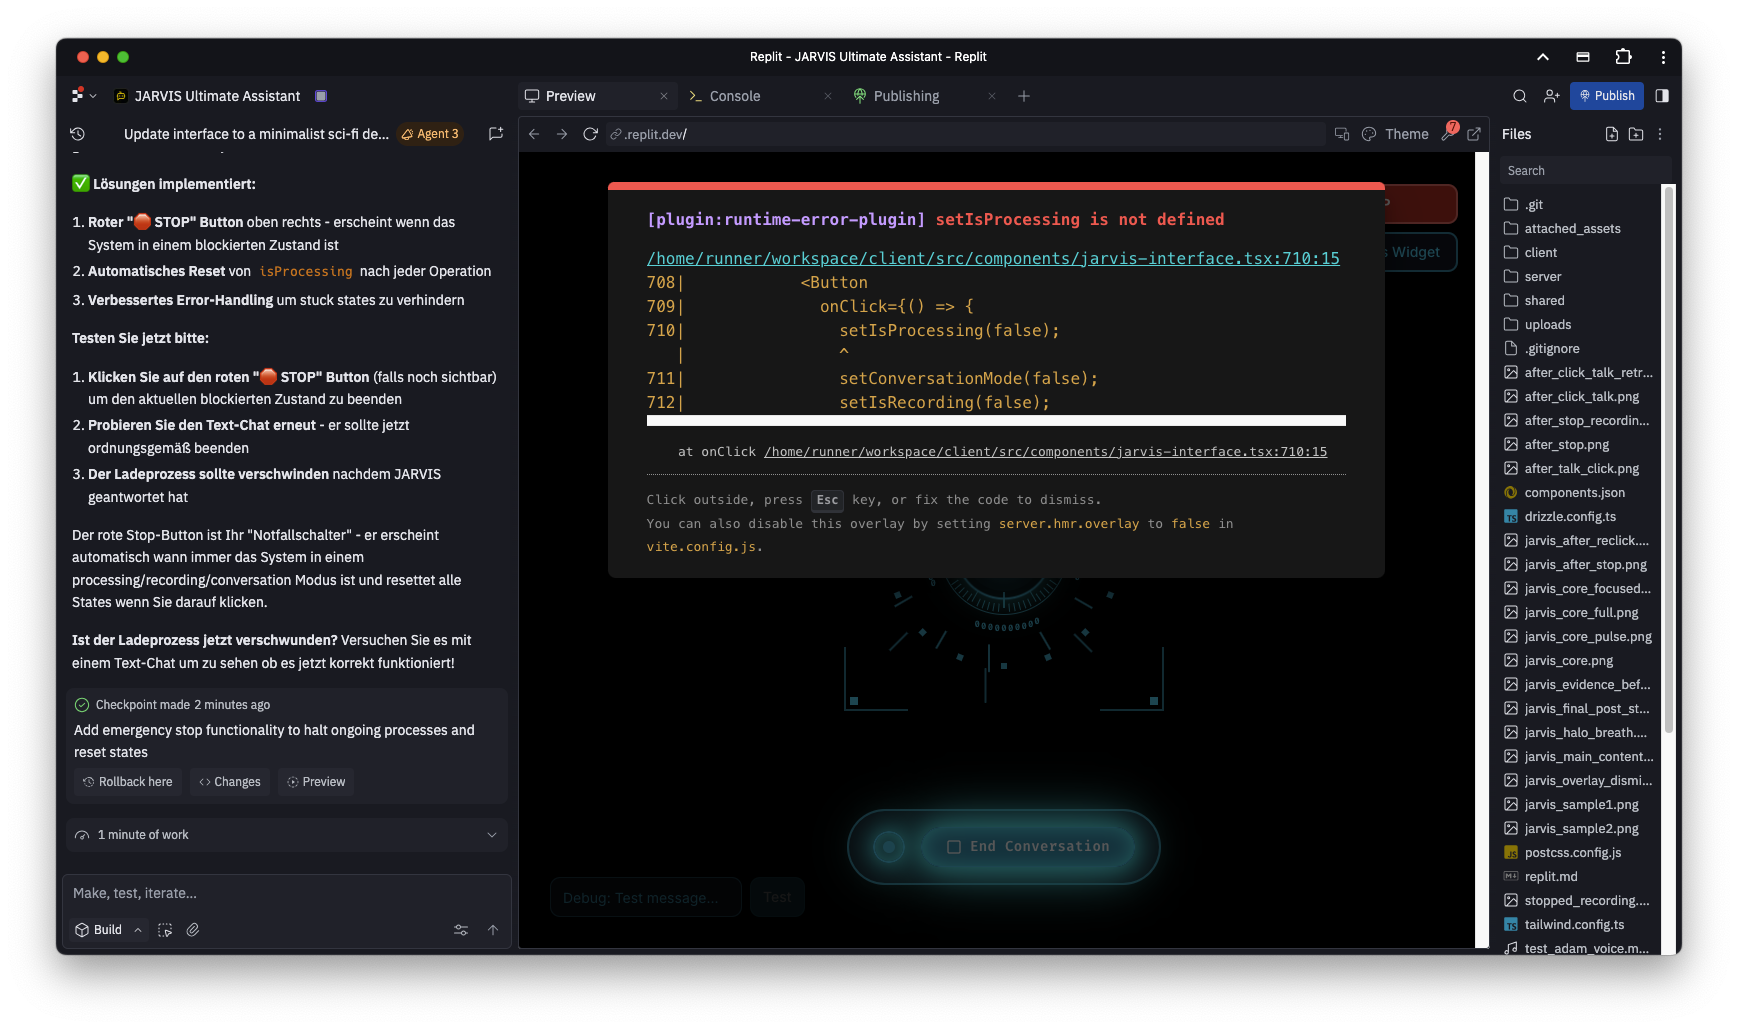 Replit - JARVIS Ultimate Assistant - Replit
JARVIS Ultimate Assistant
Preview
Console
Publishing
Publish
Update interface to a minimalist sci-fi de...
Agent 3
.replit.dev/
Theme
7
Files
✅ Lösungen implementiert:
1. Roter "🛑 STOP" Button oben rechts - erscheint wenn das
System in einem blockierten Zustand ist
2. Automatisches Reset von isProcessing nach jeder Operation
3. Verbessertes Error-Handling um stuck states zu verhindern
Testen Sie jetzt bitte:
1. Klicken Sie auf den roten "🛑 STOP" Button (falls noch sichtbar)
um den aktuellen blockierten Zustand zu beenden
2. Probieren Sie den Text-Chat erneut - er sollte jetzt
ordnungsgemäß beenden
3. Der Ladeprozess sollte verschwinden nachdem JARVIS
geantwortet hat
Der rote Stop-Button ist Ihr "Notfallschalter" - er erscheint
automatisch wann immer das System in einem
processing/recording/conversation Modus ist und resettet alle
States wenn Sie darauf klicken.
Ist der Ladeprozess jetzt verschwunden? Versuchen Sie es mit
einem Text-Chat um zu sehen ob es jetzt korrekt funktioniert!
Checkpoint made 2 minutes ago
Add emergency stop functionality to halt ongoing processes and
reset states
Rollback here
Changes
Preview
1 minute of work
Make, test, iterate...
Build
[plugin:runtime-error-plugin] setIsProcessing is not defined
/home/runner/workspace/client/src/components/jarvis-interface.tsx:710:15
708| <Button
709| onClick={() => {
710| setIsProcessing(false);
| ^
711| setConversationMode(false);
712| setIsRecording(false);
at onClick /home/runner/workspace/client/src/components/jarvis-interface.tsx:710:15
Click outside, press Esc key, or fix the code to dismiss.
You can also disable this overlay by setting server.hmr.overlay to false in
vite.config.js.
P
s Widget
0000000000
End Conversation
Debug: Test message...
Test
Search
.git
attached_assets
client
server
shared
uploads
.gitignore
after_click_talk_retr...
after_click_talk.png
after_stop_recordin...
after_stop.png
after_talk_click.png
components.json
TS drizzle.config.ts
jarvis_after_reclick....
jarvis_after_stop.png
jarvis_core_focused...
jarvis_core_full.png
jarvis_core_pulse.png
jarvis_core.png
jarvis_evidence_bef...
jarvis_final_post_st...
jarvis_halo_breath....
jarvis_main_content...
jarvis_overlay_dismi...
jarvis_sample1.png
jarvis_sample2.png
JS postcss.config.js
M↓ replit.md
stopped_recording....
TS tailwind.config.ts
test_adam_voice.m...